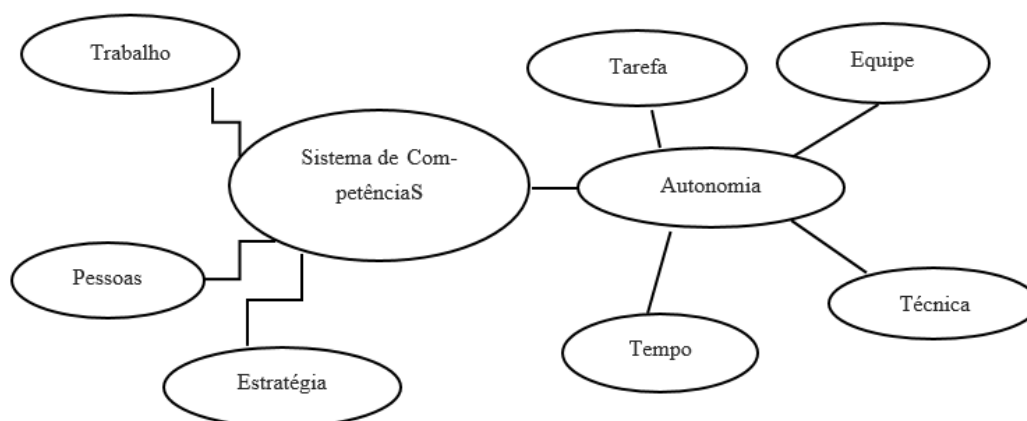 Trabalho
Tarefa
Equipe
Sistema de Com-
petênciaS
Autonomia
Pessoas
Técnica
Tempo
Estratégia